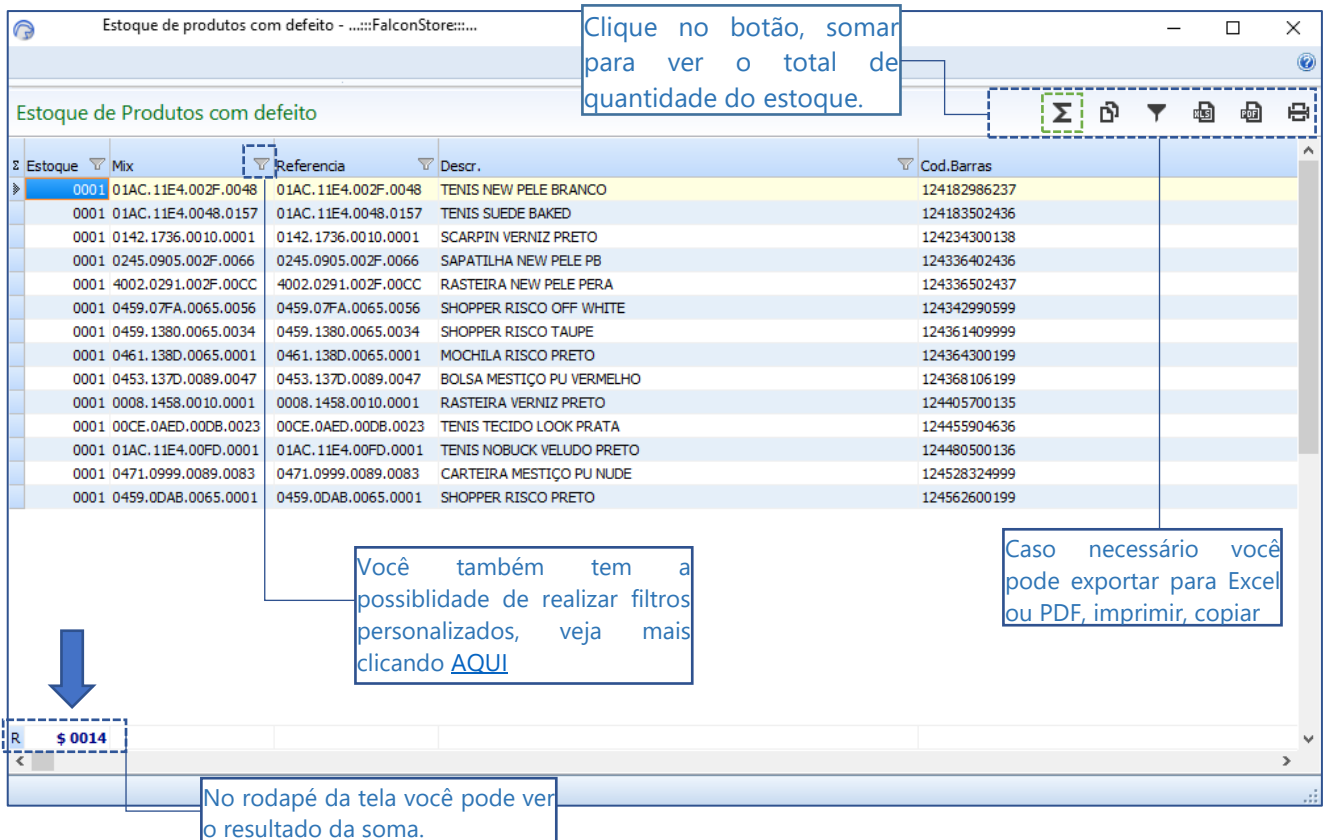 Estoque de produtos com defeito - ...:::FalconStore:::...
Clique no botão, somar
para ver o total de
quantidade do estoque.
Estoque de Produtos com defeito
Σ XLS PDF
Σ Estoque Mix Referencia Descr. Cod.Barras
0001 01AC.11E4.002F.0048 01AC.11E4.002F.0048 TENIS NEW PELE BRANCO 124182986237
0001 01AC.11E4.0048.0157 01AC.11E4.0048.0157 TENIS SUEDE BAKED 124183502436
0001 0142.1736.0010.0001 0142.1736.0010.0001 SCARPIN VERNIZ PRETO 124234300138
0001 0245.0905.002F.0066 0245.0905.002F.0066 SAPATILHA NEW PELE PB 124336402436
0001 4002.0291.002F.00CC 4002.0291.002F.00CC RASTEIRA NEW PELE PERA 124336502437
0001 0459.07FA.0065.0056 0459.07FA.0065.0056 SHOPPER RISCO OFF WHITE 124342990599
0001 0459.1380.0065.0034 0459.1380.0065.0034 SHOPPER RISCO TAUPE 124361409999
0001 0461.138D.0065.0001 0461.138D.0065.0001 MOCHILA RISCO PRETO 124364300199
0001 0453.137D.0089.0047 0453.137D.0089.0047 BOLSA MESTIÇO PU VERMELHO 124368106199
0001 0008.1458.0010.0001 0008.1458.0010.0001 RASTEIRA VERNIZ PRETO 124405700135
0001 00CE.0AED.00DB.0023 00CE.0AED.00DB.0023 TENIS TECIDO LOOK PRATA 124455904636
0001 01AC.11E4.00FD.0001 01AC.11E4.00FD.0001 TENIS NOBUCK VELUDO PRETO 124480500136
0001 0471.0999.0089.0083 0471.0999.0089.0083 CARTEIRA MESTIÇO PU NUDE 124528324999
0001 0459.0DAB.0065.0001 0459.0DAB.0065.0001 SHOPPER RISCO PRETO 124562600199
Caso necessário você
pode exportar para Excel
ou PDF, imprimir, copiar
Você também tem a
possiblidade de realizar filtros
personalizados, veja mais
clicando AQUI
R $ 0014
No rodapé da tela você pode ver
o resultado da soma.